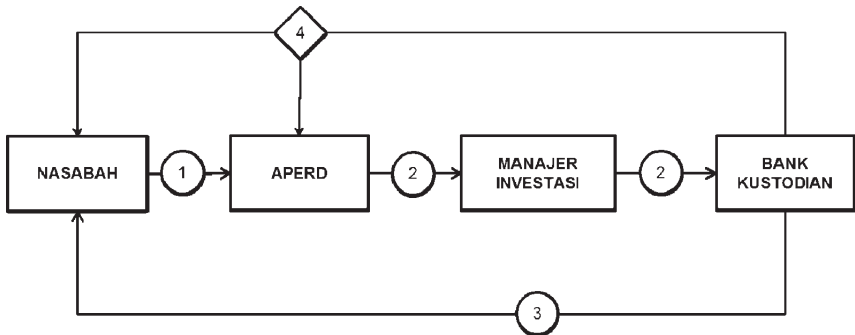 4
NASABAH
1
APERD
2
MANAJER
INVESTASI
2
BANK
KUSTODIAN
3